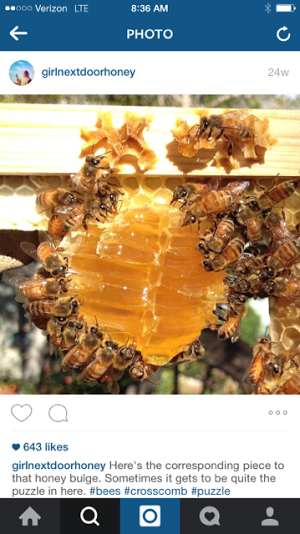 Verizon LTE 8:36 AM
PHOTO
girlnextdoorhoney 24w
643 likes
girlnextdoorhoney Here's the corresponding piece to
that honey bulge. Sometimes it gets to be quite the
puzzle in here. #bees #crosscomb #puzzle